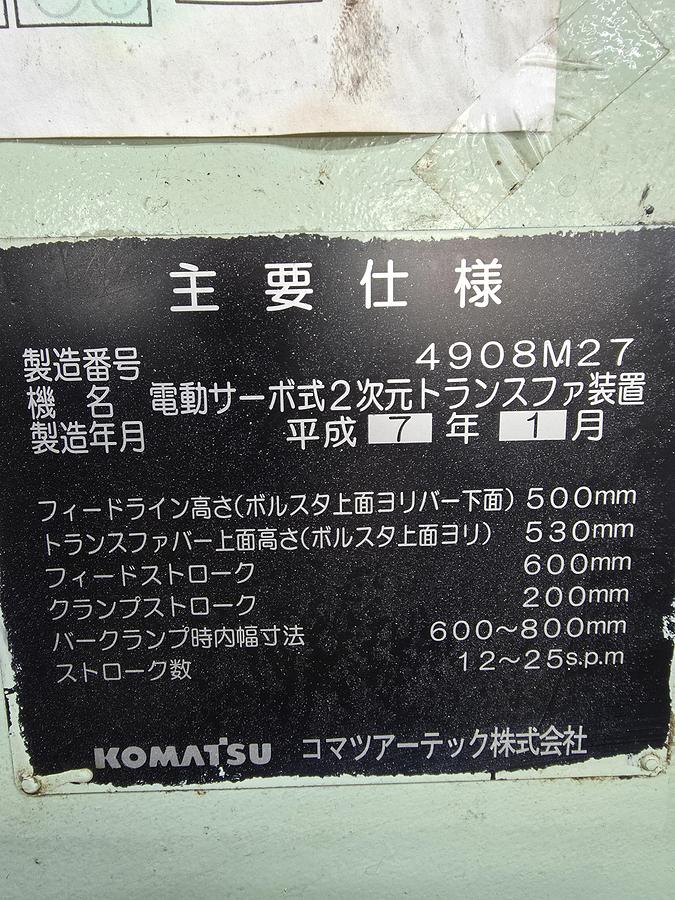 主要仕様
製造番号 4908M27
機名 電動サーボ式2次元トランスファ装置
製造年月 平成 7 年 1 月
フィードライン高さ(ボルスタ上面ヨリバー下面) 500mm
トランスファバー上面高さ(ボルスタ上面ヨリ) 530mm
フィードストローク 600mm
クランプストローク 200mm
バークランプ時内幅寸法 600〜800mm
ストローク数 12〜25s.p.m
KOMATSU コマツアーテック株式会社